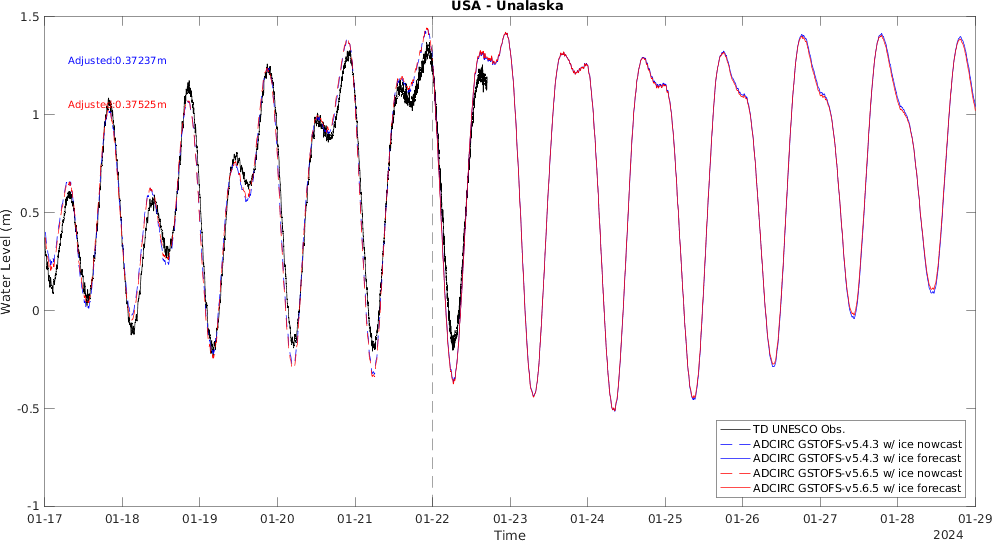 USA - Unalaska
1.5
Adjusted:0.37237m
Adjusted:0.37525m
1
0.5
0
-0.5
-1
Water Level (m)
TD UNESCO Obs.
ADCIRC GSTOFS-v5.4.3 w/ ice nowcast
ADCIRC GSTOFS-v5.4.3 w/ ice forecast
ADCIRC GSTOFS-v5.6.5 w/ ice nowcast
ADCIRC GSTOFS-v5.6.5 w/ ice forecast
01-17 01-18 01-19 01-20 01-21 01-22 01-23 01-24 01-25 01-26 01-27 01-28 01-29
Time
2024